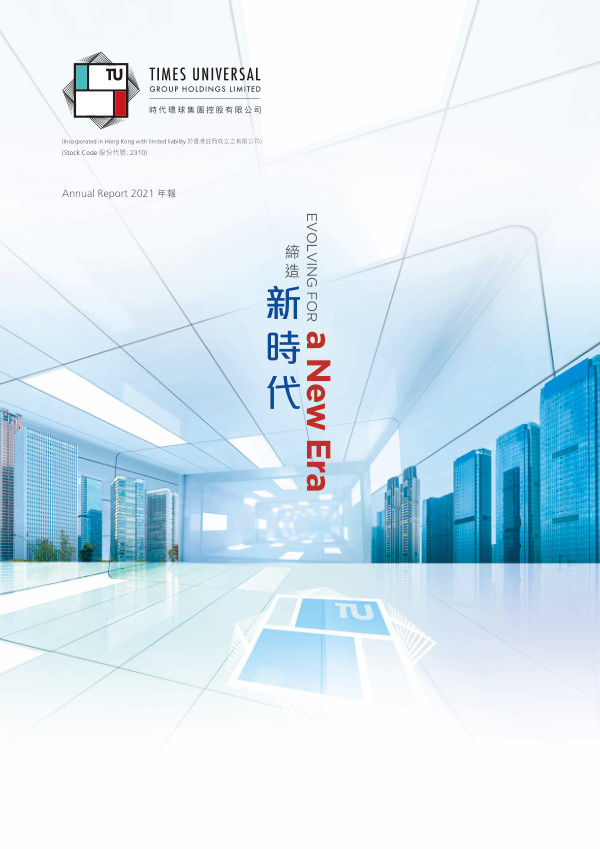 TU
TIMES UNIVERSAL
GROUP HOLDINGS LIMITED
時代環球集團控股有限公司
(Incorporated in Hong Kong with limited liability 於香港註冊成立之有限公司)
(Stock Code 股份代號: 2310)
Annual Report 2021 年報
EVOLVING FOR a New Era
締造新時代
TU